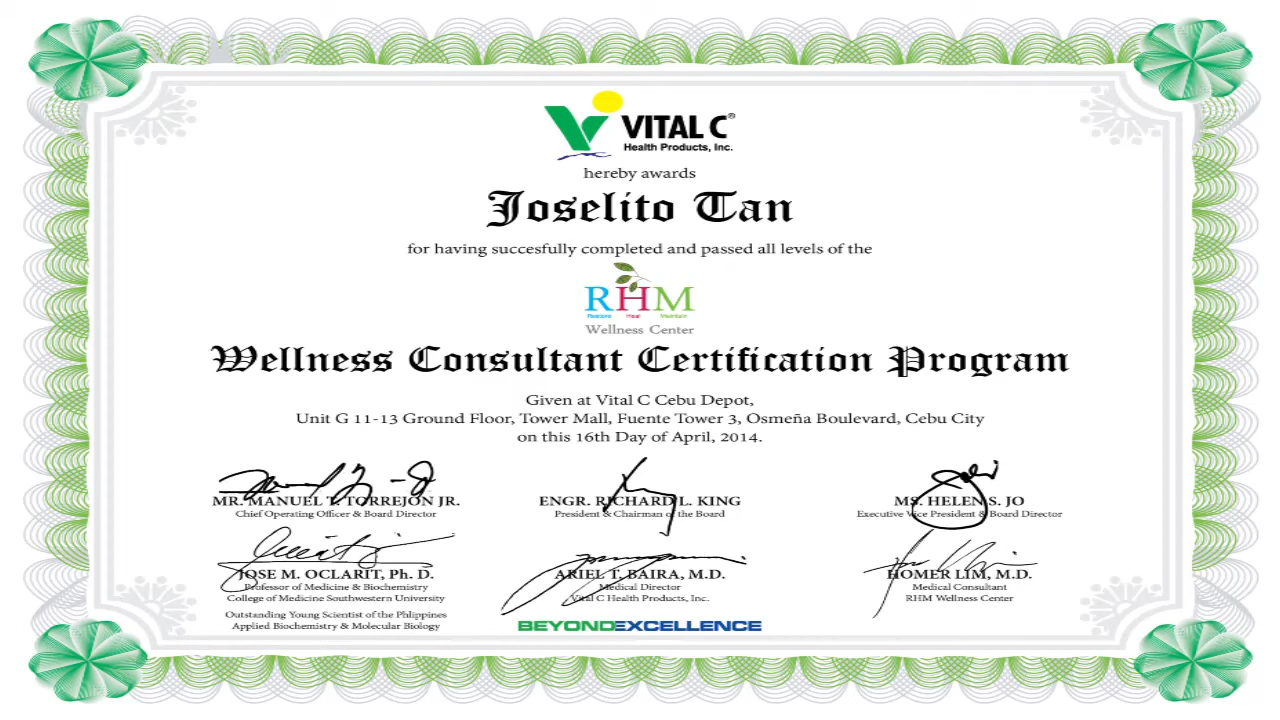 VITAL C®
Health Products, Inc.
hereby awards
Joselito Tan
for having succesfully completed and passed all levels of the
RHM
Restore Heal Maintain
Wellness Center
Wellness Consultant Certification Program
Given at Vital C Cebu Depot,
Unit G 11-13 Ground Floor, Tower Mall, Fuente Tower 3, Osmeña Boulevard, Cebu City
on this 16th Day of April, 2014.
MR. MANUEL T. TORREJON JR.
Chief Operating Officer & Board Director
ENGR. RICHARD L. KING
President & Chairman of the Board
MS. HELEN S. JO
Executive Vice President & Board Director
JOSE M. OCLARIT, Ph. D.
Professor of Medicine & Biochemistry
College of Medicine Southwestern University
Outstanding Young Scientist of the Phlippines
Applied Biochemistry & Molecular Biology
ARIEL T. BAIRA, M.D.
Medical Director
Vital C Health Products, Inc.
HOMER LIM, M.D.
Medical Consultant
RHM Wellness Center
BEYONDEXCELLENCE